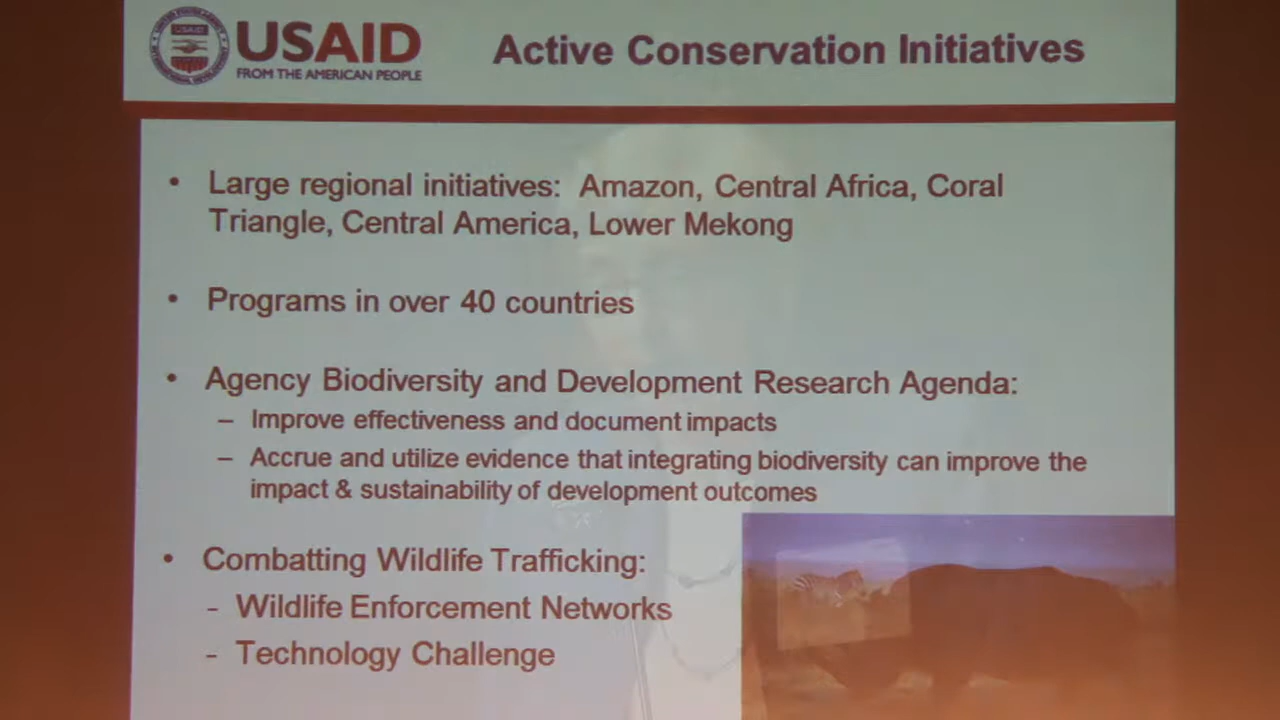 USAID
FROM THE AMERICAN PEOPLE
Active Conservation Initiatives
• Large regional initiatives: Amazon, Central Africa, Coral
Triangle, Central America, Lower Mekong
• Programs in over 40 countries
• Agency Biodiversity and Development Research Agenda:
– Improve effectiveness and document impacts
– Accrue and utilize evidence that integrating biodiversity can improve the
impact & sustainability of development outcomes
• Combatting Wildlife Trafficking:
- Wildlife Enforcement Networks
- Technology Challenge